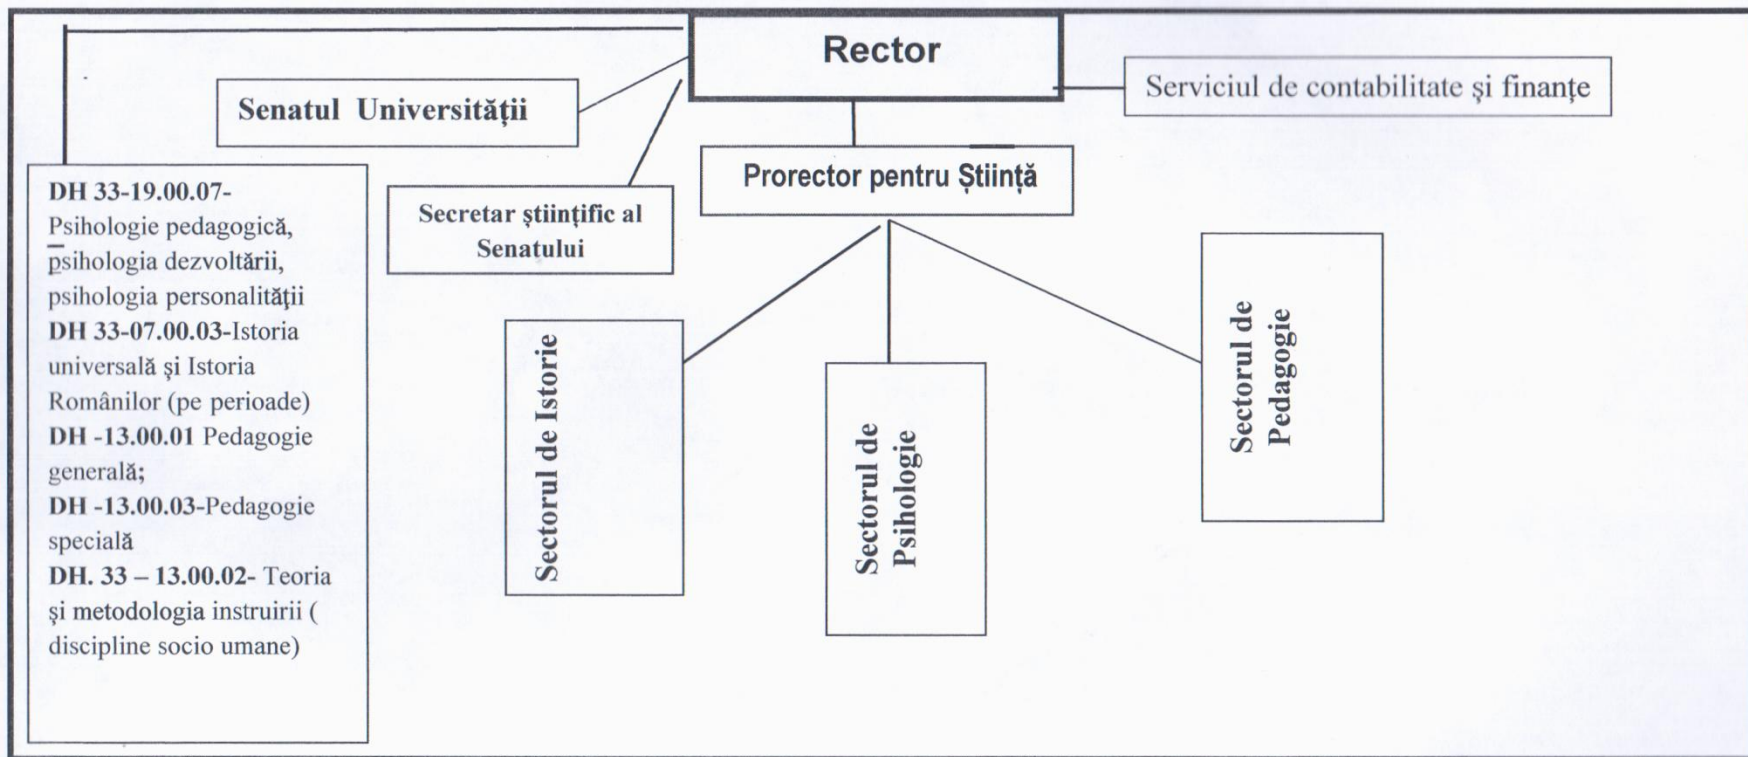 Rector
Senatul Universității
Serviciul de contabilitate și finanțe
Secretar științific al
Senatului
Prorector pentru Știință
DH 33-19.00.07-
Psihologie pedagogică,
psihologia dezvoltării,
psihologia personalităţii
DH 33-07.00.03-Istoria
universală și Istoria
Românilor (pe perioade)
DH -13.00.01 Pedagogie
generală;
DH -13.00.03-Pedagogie
specială
DH. 33 – 13.00.02- Teoria
și metodologia instruirii (
discipline socio umane)
Sectorul de Istorie
Sectorul de
Psihologie
Sectorul de
Pedagogie